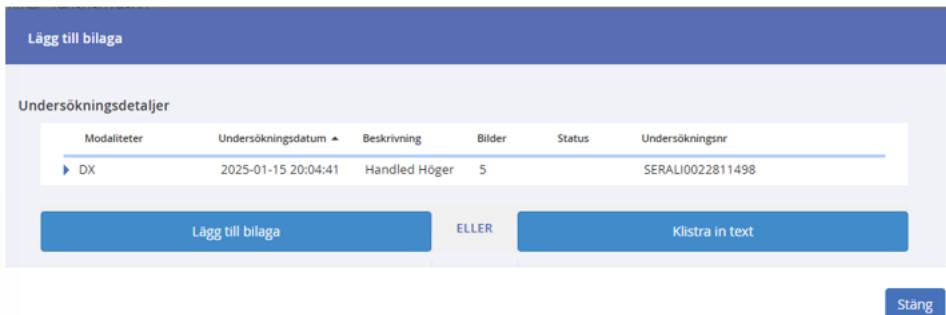 Lägg till bilaga
Undersökningsdetaljer
Modaliteter Undersökningsdatum Beskrivning Bilder Status Undersökningsnr
DX 2025-01-15 20:04:41 Handled Höger 5 SERALI0022811498
Lägg till bilaga ELLER Klistra in text
Stäng